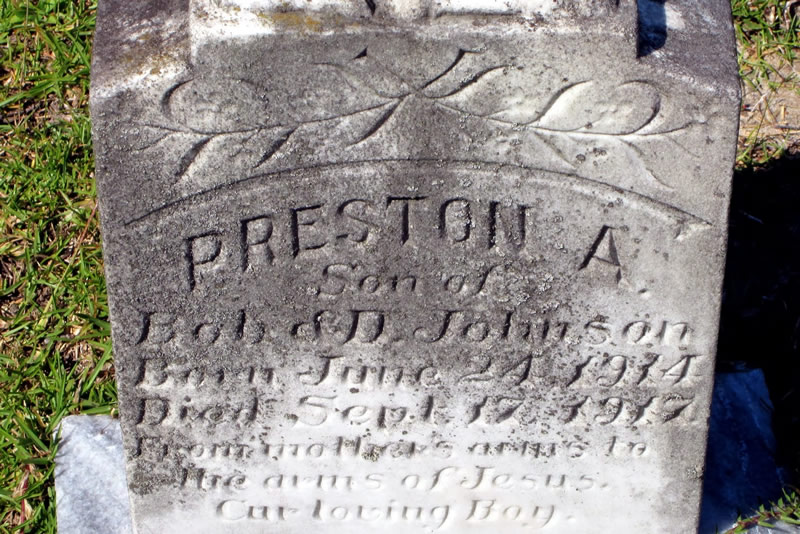 PRESTON A.
Son of
Bob & D. Johnson
Born June 24, 1914
Died Sept. 17, 1917
From mothers arms to
the arms of Jesus.
Our loving Boy.